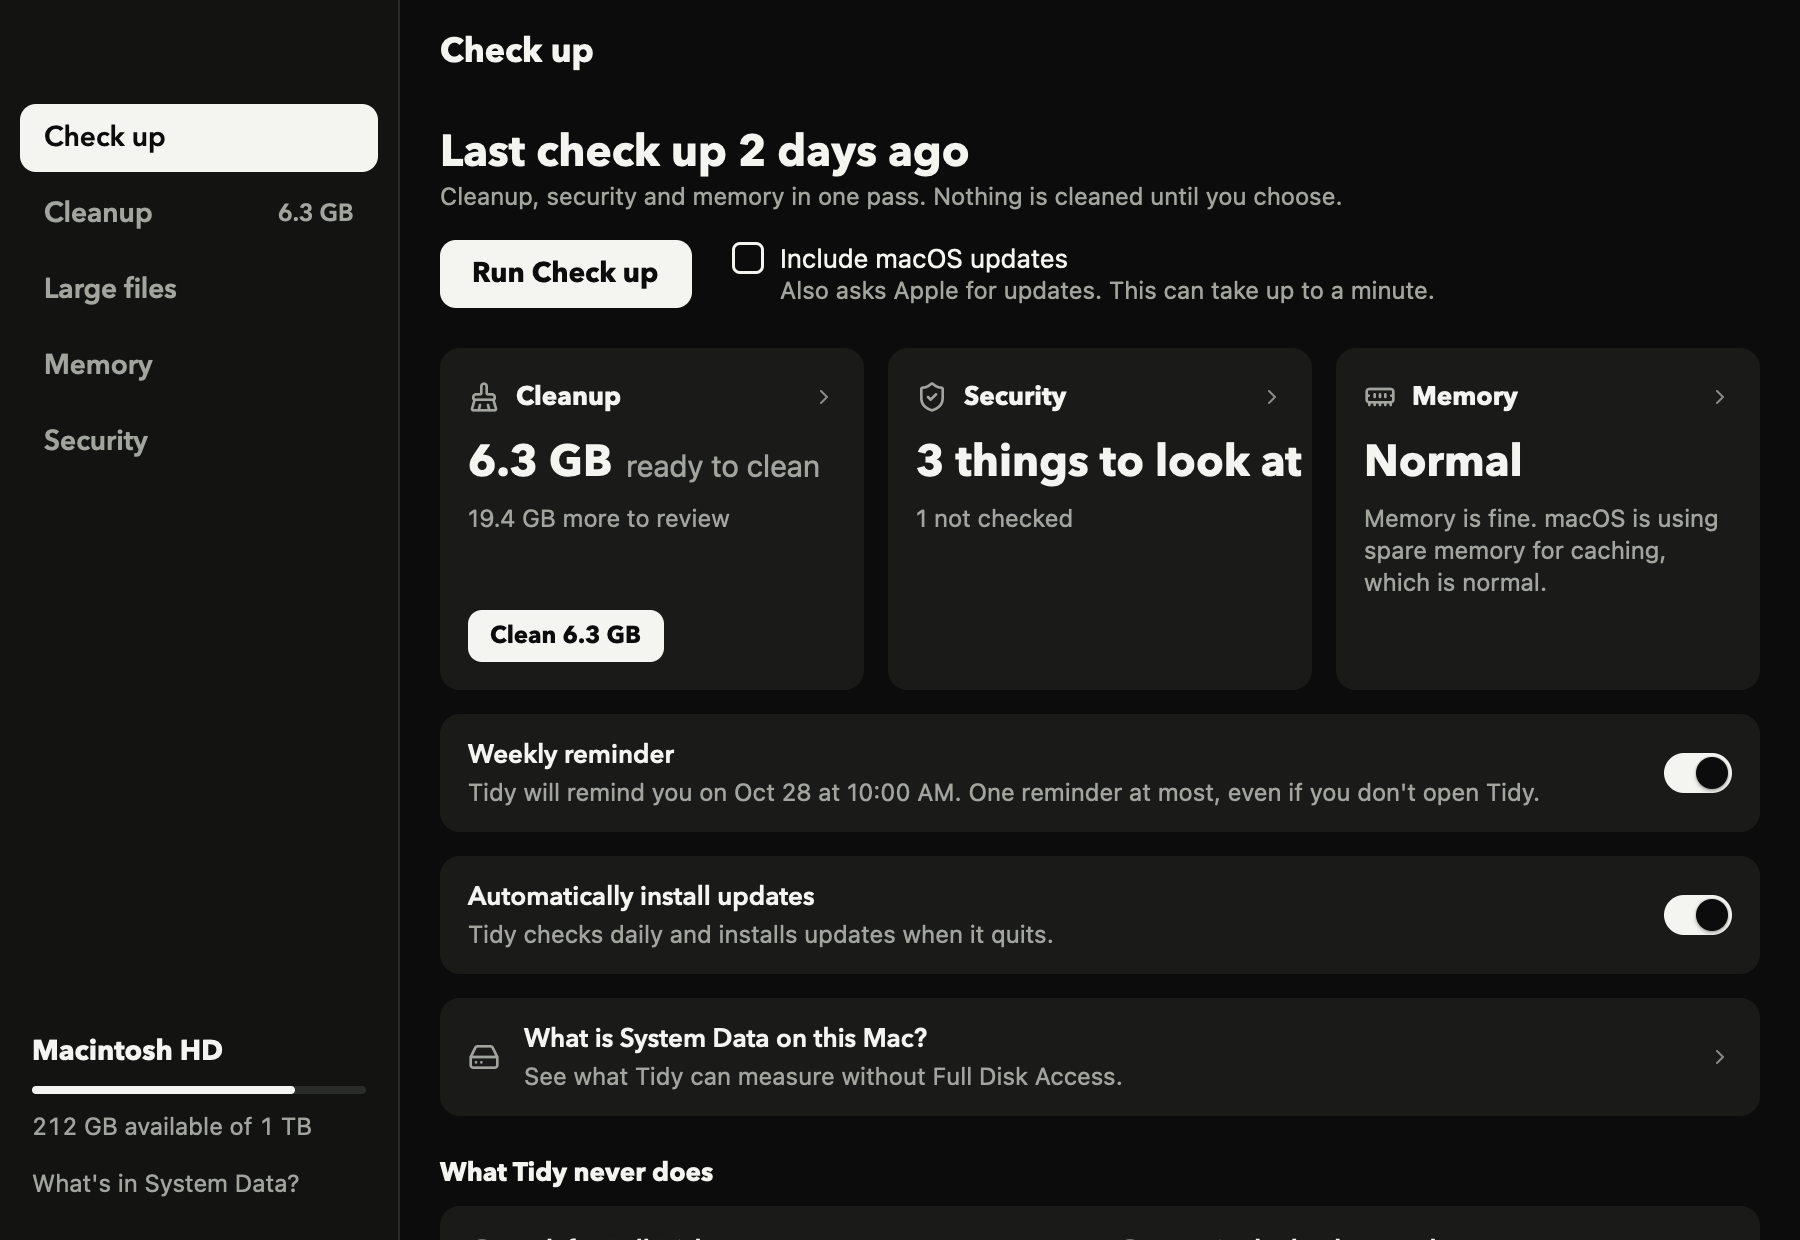 Check up
Check up
Cleanup 6.3 GB
Large files
Memory
Security
Macintosh HD
212 GB available of 1 TB
What's in System Data?
Last check up 2 days ago
Cleanup, security and memory in one pass. Nothing is cleaned until you choose.
Run Check up
Include macOS updates
Also asks Apple for updates. This can take up to a minute.
Cleanup
6.3 GB ready to clean
19.4 GB more to review
Clean 6.3 GB
Security
3 things to look at
1 not checked
Memory
Normal
Memory is fine. macOS is using
spare memory for caching,
which is normal.
Weekly reminder
Tidy will remind you on Oct 28 at 10:00 AM. One reminder at most, even if you don't open Tidy.
Automatically install updates
Tidy checks daily and installs updates when it quits.
What is System Data on this Mac?
See what Tidy can measure without Full Disk Access.
What Tidy never does